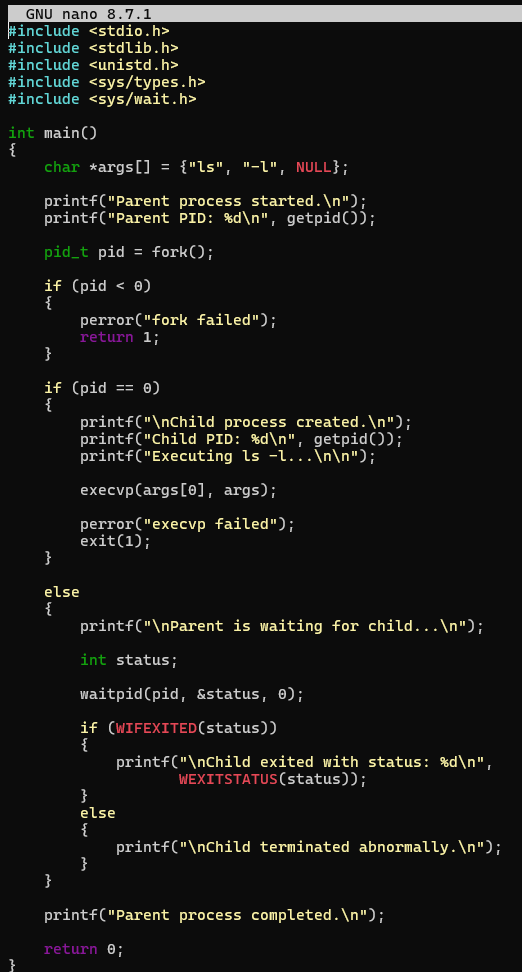 GNU nano 8.7.1
#include <stdio.h>
#include <stdlib.h>
#include <unistd.h>
#include <sys/types.h>
#include <sys/wait.h>

int main()
{
    char *args[] = {"ls", "-l", NULL};

    printf("Parent process started.\n");
    printf("Parent PID: %d\n", getpid());

    pid_t pid = fork();

    if (pid < 0)
    {
        perror("fork failed");
        return 1;
    }

    if (pid == 0)
    {
        printf("\nChild process created.\n");
        printf("Child PID: %d\n", getpid());
        printf("Executing ls -l...\n\n");

        execvp(args[0], args);

        perror("execvp failed");
        exit(1);
    }

    else
    {
        printf("\nParent is waiting for child...\n");

        int status;

        waitpid(pid, &status, 0);

        if (WIFEXITED(status))
        {
            printf("\nChild exited with status: %d\n",
                   WEXITSTATUS(status));
        }
        else
        {
            printf("\nChild terminated abnormally.\n");
        }
    }

    printf("Parent process completed.\n");

    return 0;
}